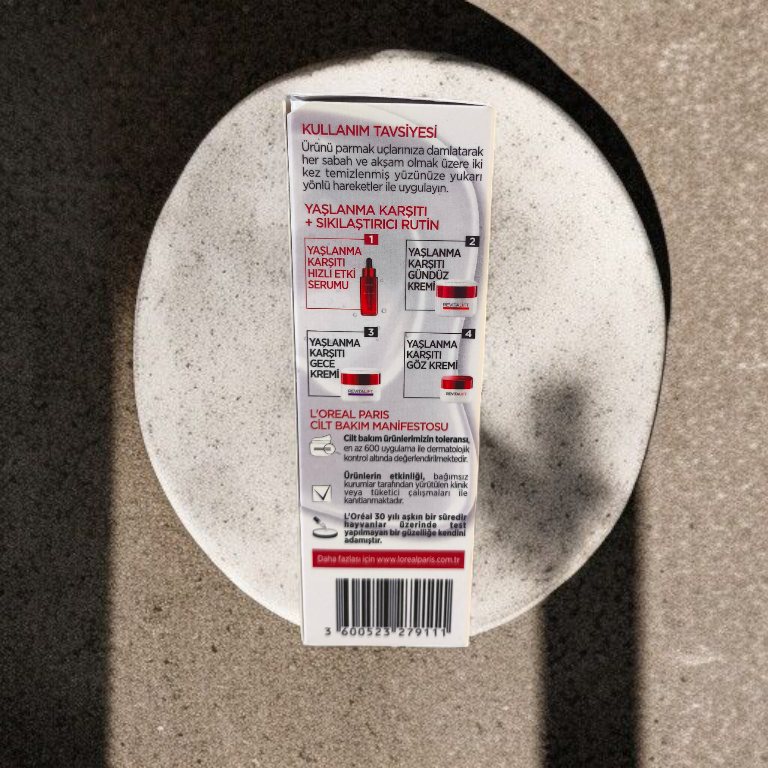 KULLANIM TAVSİYESİ
Ürünü parmak uçlarınıza damlatarak
her sabah ve akşam olmak üzere iki
kez temizlenmiş yüzünüze yukarı
yönlü hareketler ile uygulayın.
YAŞLANMA KARŞITI
+ SIKILAŞTIRICI RUTİN
1
YAŞLANMA
KARŞITI
HIZLI ETKİ
SERUMU
2
YAŞLANMA
KARŞITI
GÜNDÜZ
KREMİ
REVITALIFT
3
YAŞLANMA
KARŞITI
GECE
KREMİ
REVITALIFT
4
YAŞLANMA
KARŞITI
GÖZ KREMİ
REVITALIFT
L'OREAL PARIS
CİLT BAKIM MANİFESTOSU
Cilt bakım ürünlerimizin toleransı,
en az 600 uygulama ile dermatolojik
kontrol altında değerlendirilmektedir.
Ürünlerin etkinliği, bağımsız
kurumlar tarafından yürütülen klinik
veya tüketici çalışmaları ile
kanıtlanmaktadır.
L'Oréal 30 yılı aşkın bir süredir
hayvanlar üzerinde test
yapılmayan bir güzelliğe kendini
adamıştır.
Daha fazlası için www.lorealparis.com.tr
3 600523 279111